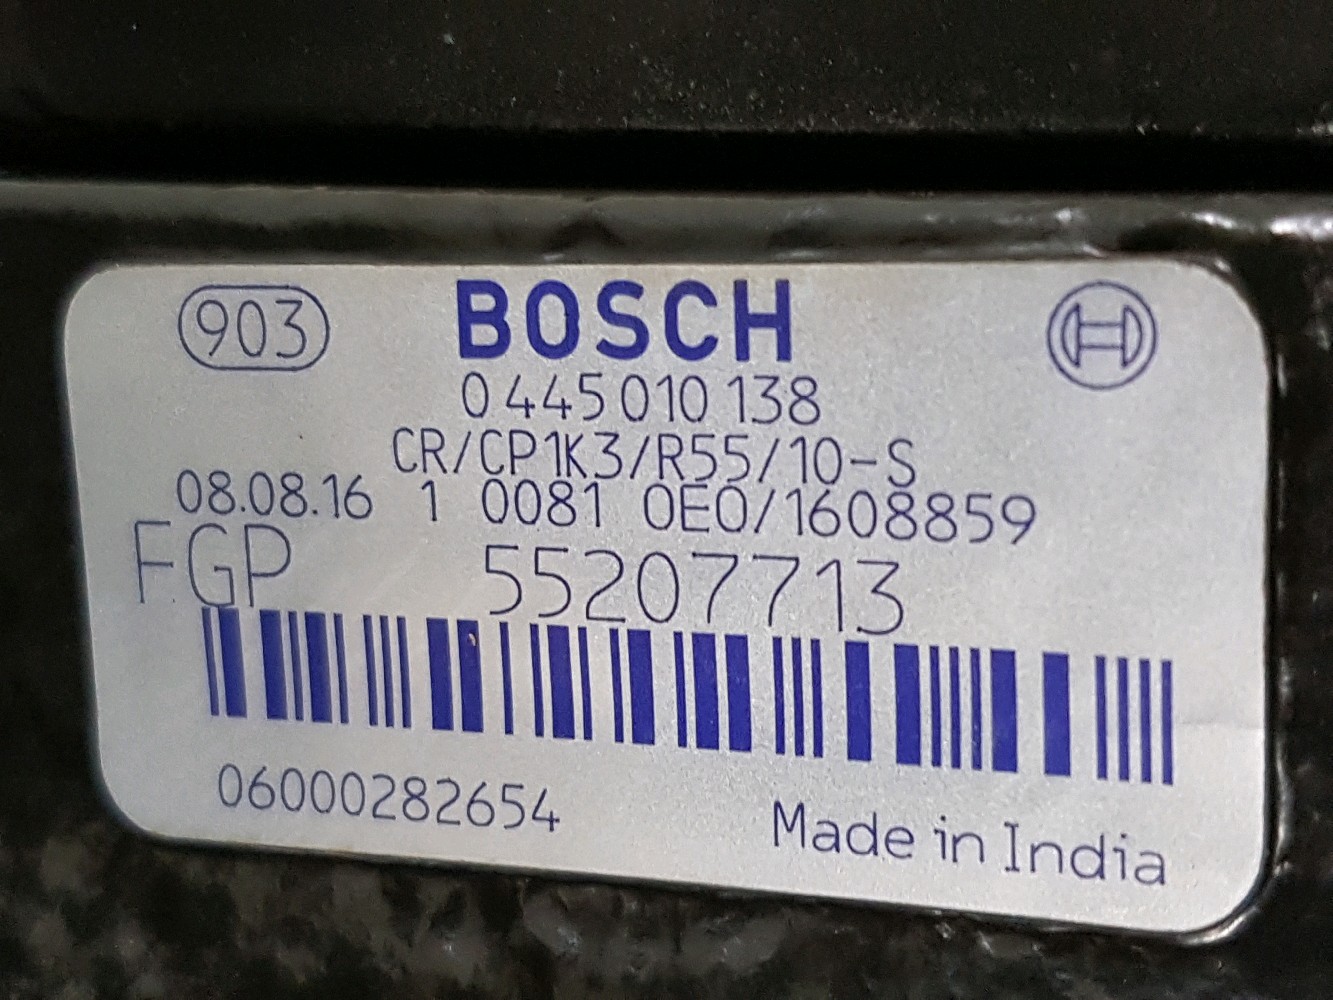 903 BOSCH
0 445 010 138
CR/CP1K3/R55/10-S
08.08.16 1 0081 0E0/1608859
FGP 55207713
06000282654 Made in India